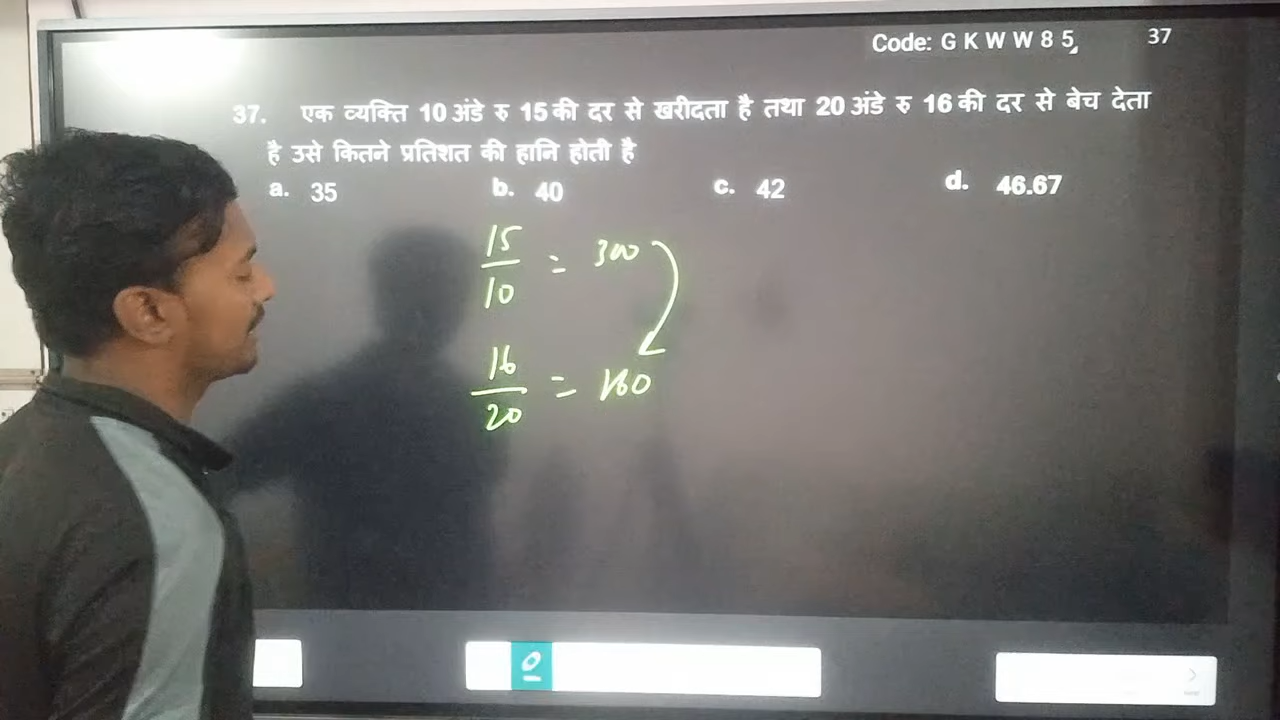 Code: G K W W 8 5 37
37. एक व्यक्ति 10 अंडे रु 15 की दर से खरीदता है तथा 20 अंडे रु 16 की दर से बेच देता
है उसे कितने प्रतिशत की हानि होती है
a. 35 b. 40 c. 42 d. 46.67
15/10 = 300
16/20 = 160